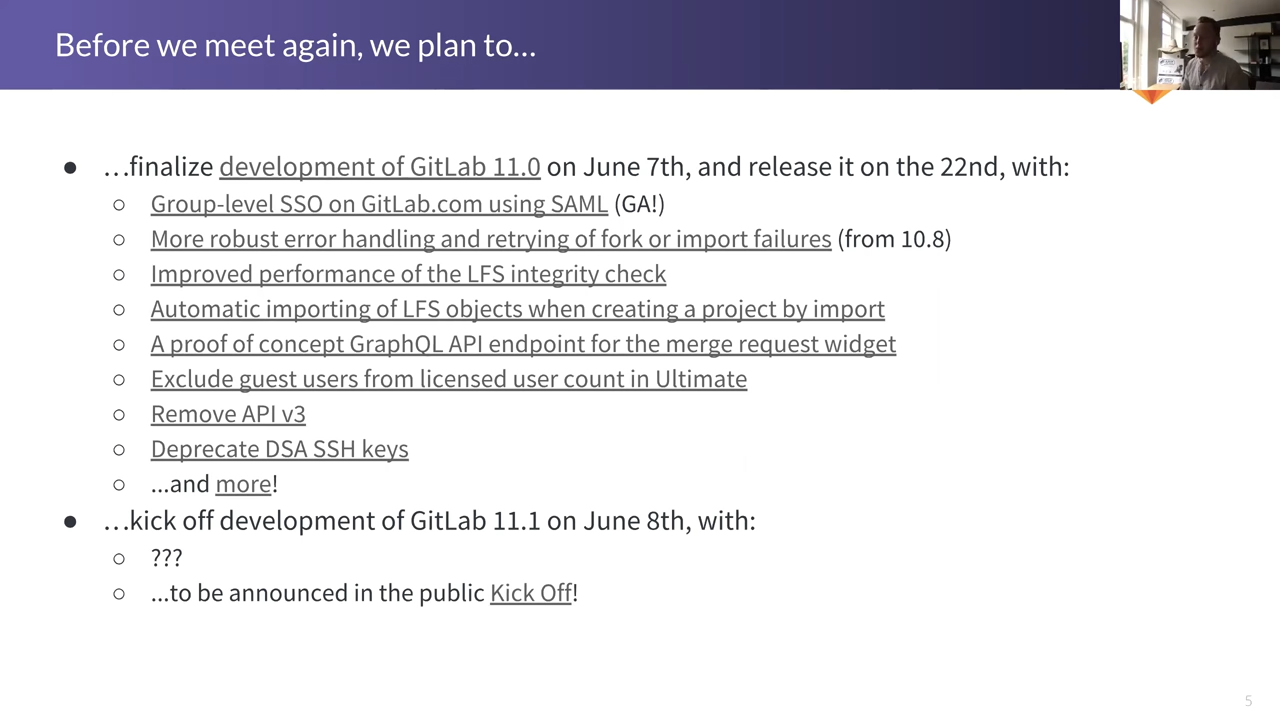 Before we meet again, we plan to...
● …finalize development of GitLab 11.0 on June 7th, and release it on the 22nd, with:
○ Group-level SSO on GitLab.com using SAML (GA!)
○ More robust error handling and retrying of fork or import failures (from 10.8)
○ Improved performance of the LFS integrity check
○ Automatic importing of LFS objects when creating a project by import
○ A proof of concept GraphQL API endpoint for the merge request widget
○ Exclude guest users from licensed user count in Ultimate
○ Remove API v3
○ Deprecate DSA SSH keys
○ ...and more!
● …kick off development of GitLab 11.1 on June 8th, with:
○ ???
○ ...to be announced in the public Kick Off!
5